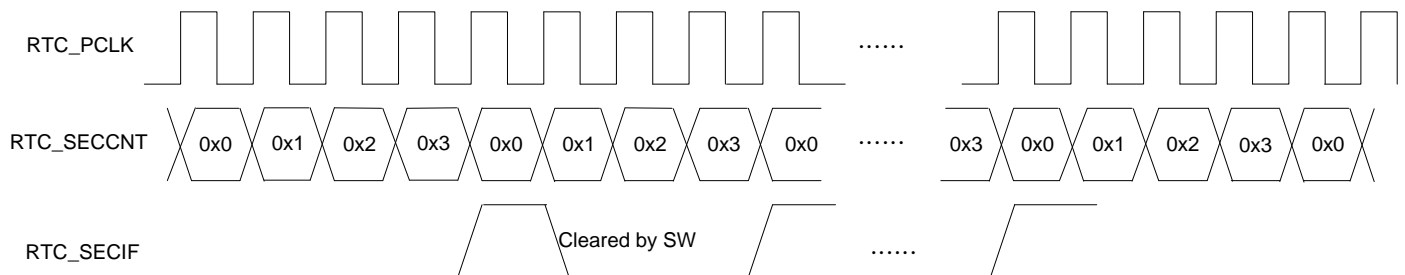 RTC_PCLK ......
RTC_SECCNT 0x0 0x1 0x2 0x3 0x0 0x1 0x2 0x3 0x0 ...... 0x3 0x0 0x1 0x2 0x3 0x0
RTC_SECIF Cleared by SW ......